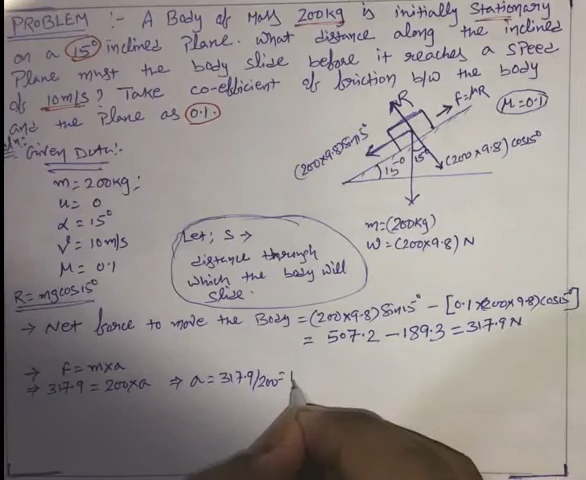 PROBLEM :- A Body of Mass 200kg is initially Stationary
on a 15° inclined Plane. What distance along the inclined
Plane must the body slide before it reaches a speed
of 10m/s? Take co-efficient of friction b/w the body
and the plane as 0.1.
Given Data:-
m = 200kg
u = 0
α = 15°
V = 10m/s
μ = 0.1
R = mgcos15°
Let; S →
distance through
which the body will
slide.
R
F=μR
μ=0.1
(200×9.8)Sin15°
15°
15°
(200×9.8)cos15°
m=(200kg)
W=(200×9.8)N
→ Net force to move the Body = (200×9.8)Sin15° - [0.1×200×9.8)cos15°]
= 507.2 - 189.3 = 317.9 N
→ F = m×a
⇒ 317.9 = 200×a ⇒ a = 317.9/200 =